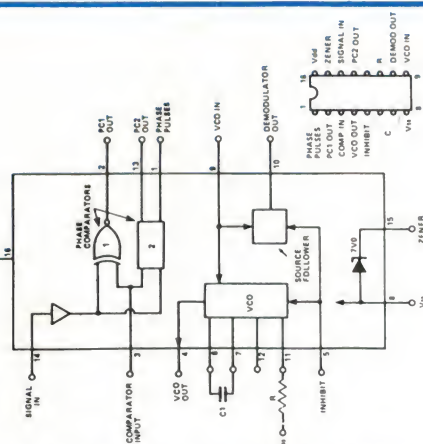 16
SIGNAL
IN
14
COMPARATOR
INPUT
3
VCO
OUT
4
6
C1
7
12
11
R
INHIBIT
5
PHASE
COMPARATORS
1
2
VCO
SOURCE
FOLLOWER
7V0
2
PC1
OUT
13
PC2
OUT
1
PHASE
PULSES
9
VCO IN
10
DEMODULATOR
OUT
15
ZENER
8
Vss
PHASE
PULSES
PC1 OUT
COMP IN
VCO OUT
INHIBIT
C
Vss
1
8
16
9
Vdd
ZENER
SIGNAL IN
PC2 OUT
R
DEMOD OUT
VCO IN